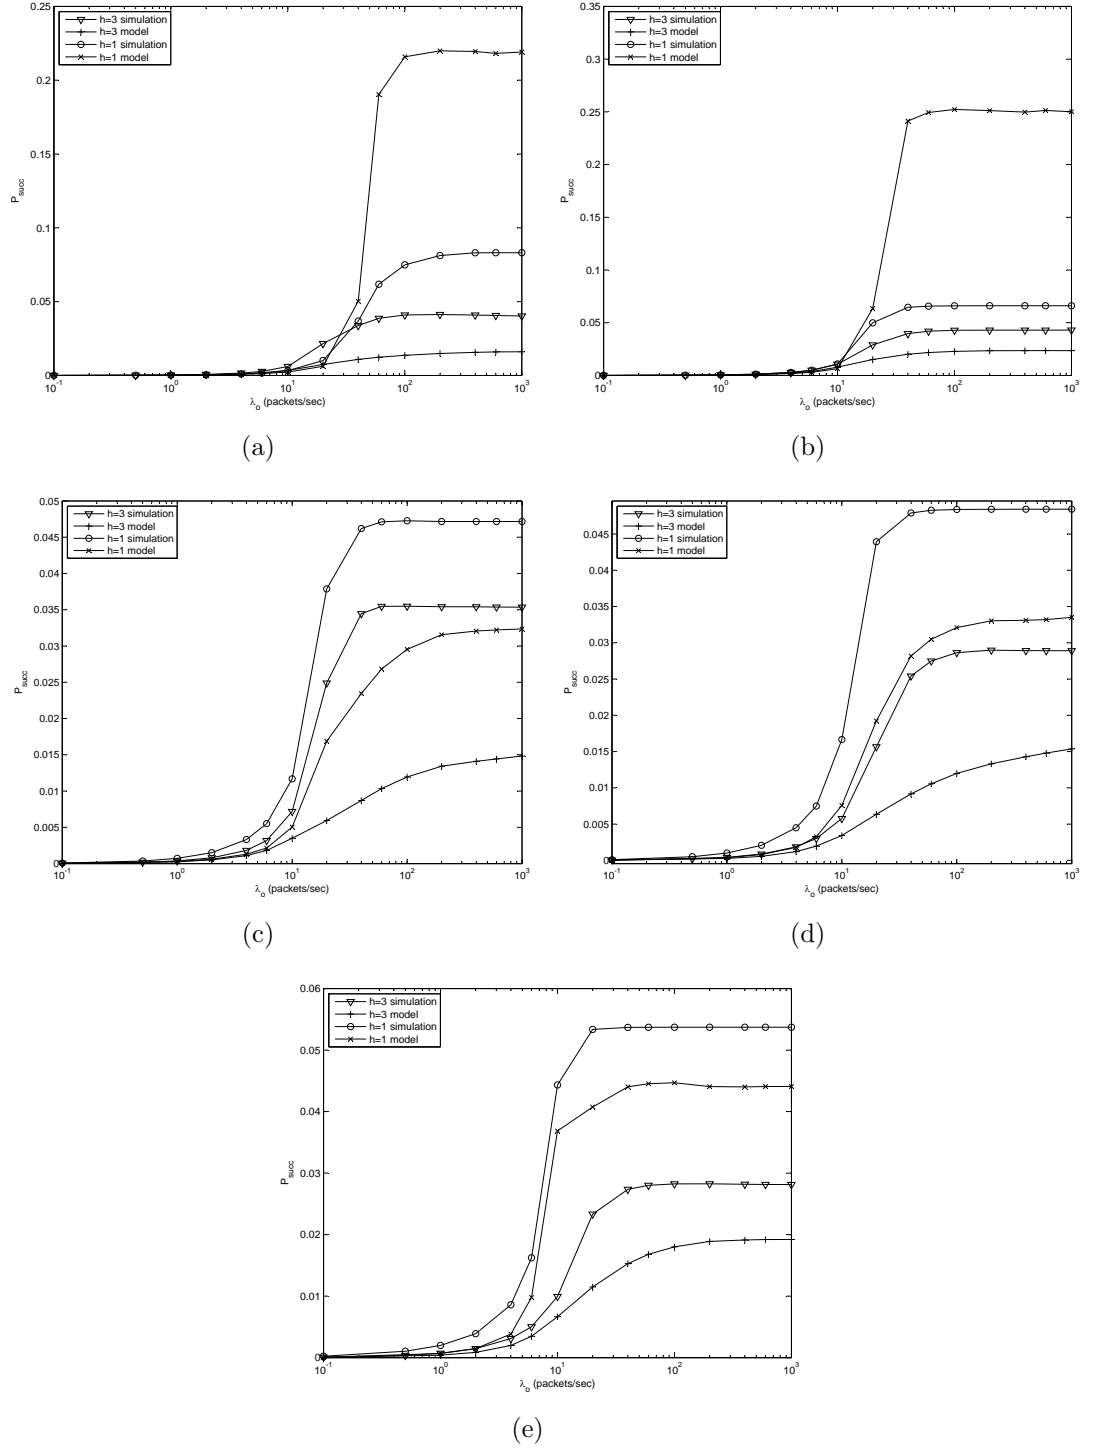 0.25
h=3 simulation
h=3 model
h=1 simulation
h=1 model
0.2
0.15
P_succ
0.1
0.05
0
10^-1
10^0
10^1
10^2
10^3
λ_o (packets/sec)
(a)
0.35
h=3 simulation
h=3 model
h=1 simulation
h=1 model
0.3
0.25
0.2
P_succ
0.15
0.1
0.05
0
10^-1
10^0
10^1
10^2
10^3
λ_o (packets/sec)
(b)
0.05
h=3 simulation
h=3 model
h=1 simulation
h=1 model
0.045
0.04
0.035
0.03
0.025
P_succ
0.02
0.015
0.01
0.005
0
10^-1
10^0
10^1
10^2
10^3
λ_o (packets/sec)
(c)
h=3 simulation
h=3 model
h=1 simulation
h=1 model
0.045
0.04
0.035
0.03
0.025
P_succ
0.02
0.015
0.01
0.005
0
10^-1
10^0
10^1
10^2
10^3
λ_o (packets/sec)
(d)
0.06
h=3 simulation
h=3 model
h=1 simulation
h=1 model
0.05
0.04
0.03
P_succ
0.02
0.01
0
10^-1
10^0
10^1
10^2
10^3
λ_o (packets/sec)
(e)